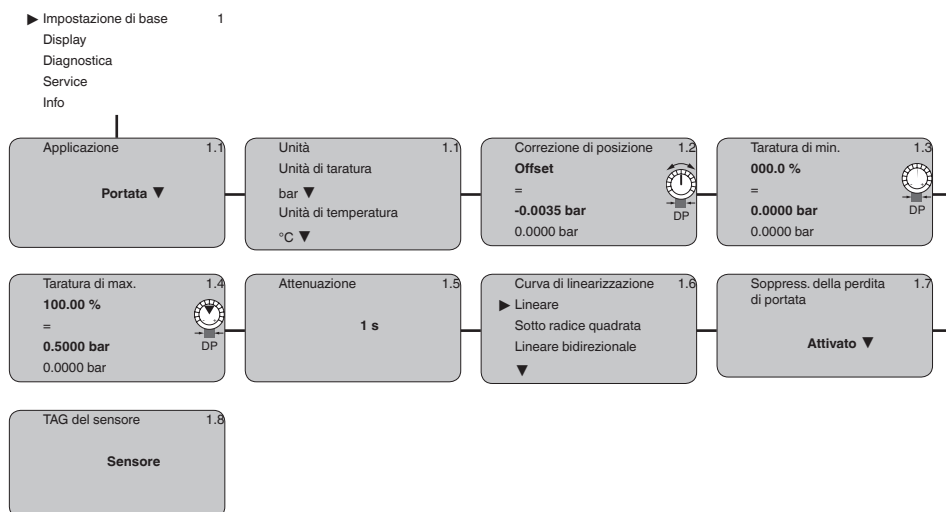 ▶ Impostazione di base 1
Display
Diagnostica
Service
Info
Applicazione 1.1
Portata ▼
Unità 1.1
Unità di taratura
bar ▼
Unità di temperatura
°C ▼
Correzione di posizione 1.2
Offset
=
-0.0035 bar
0.0000 bar
DP
Taratura di min. 1.3
000.0 %
=
0.0000 bar
0.0000 bar
DP
Taratura di max. 1.4
100.00 %
=
0.5000 bar
0.0000 bar
DP
Attenuazione 1.5
1 s
Curva di linearizzazione 1.6
▶ Lineare
Sotto radice quadrata
Lineare bidirezionale
▼
Soppress. della perdita 1.7
di portata
Attivato ▼
TAG del sensore 1.8
Sensore